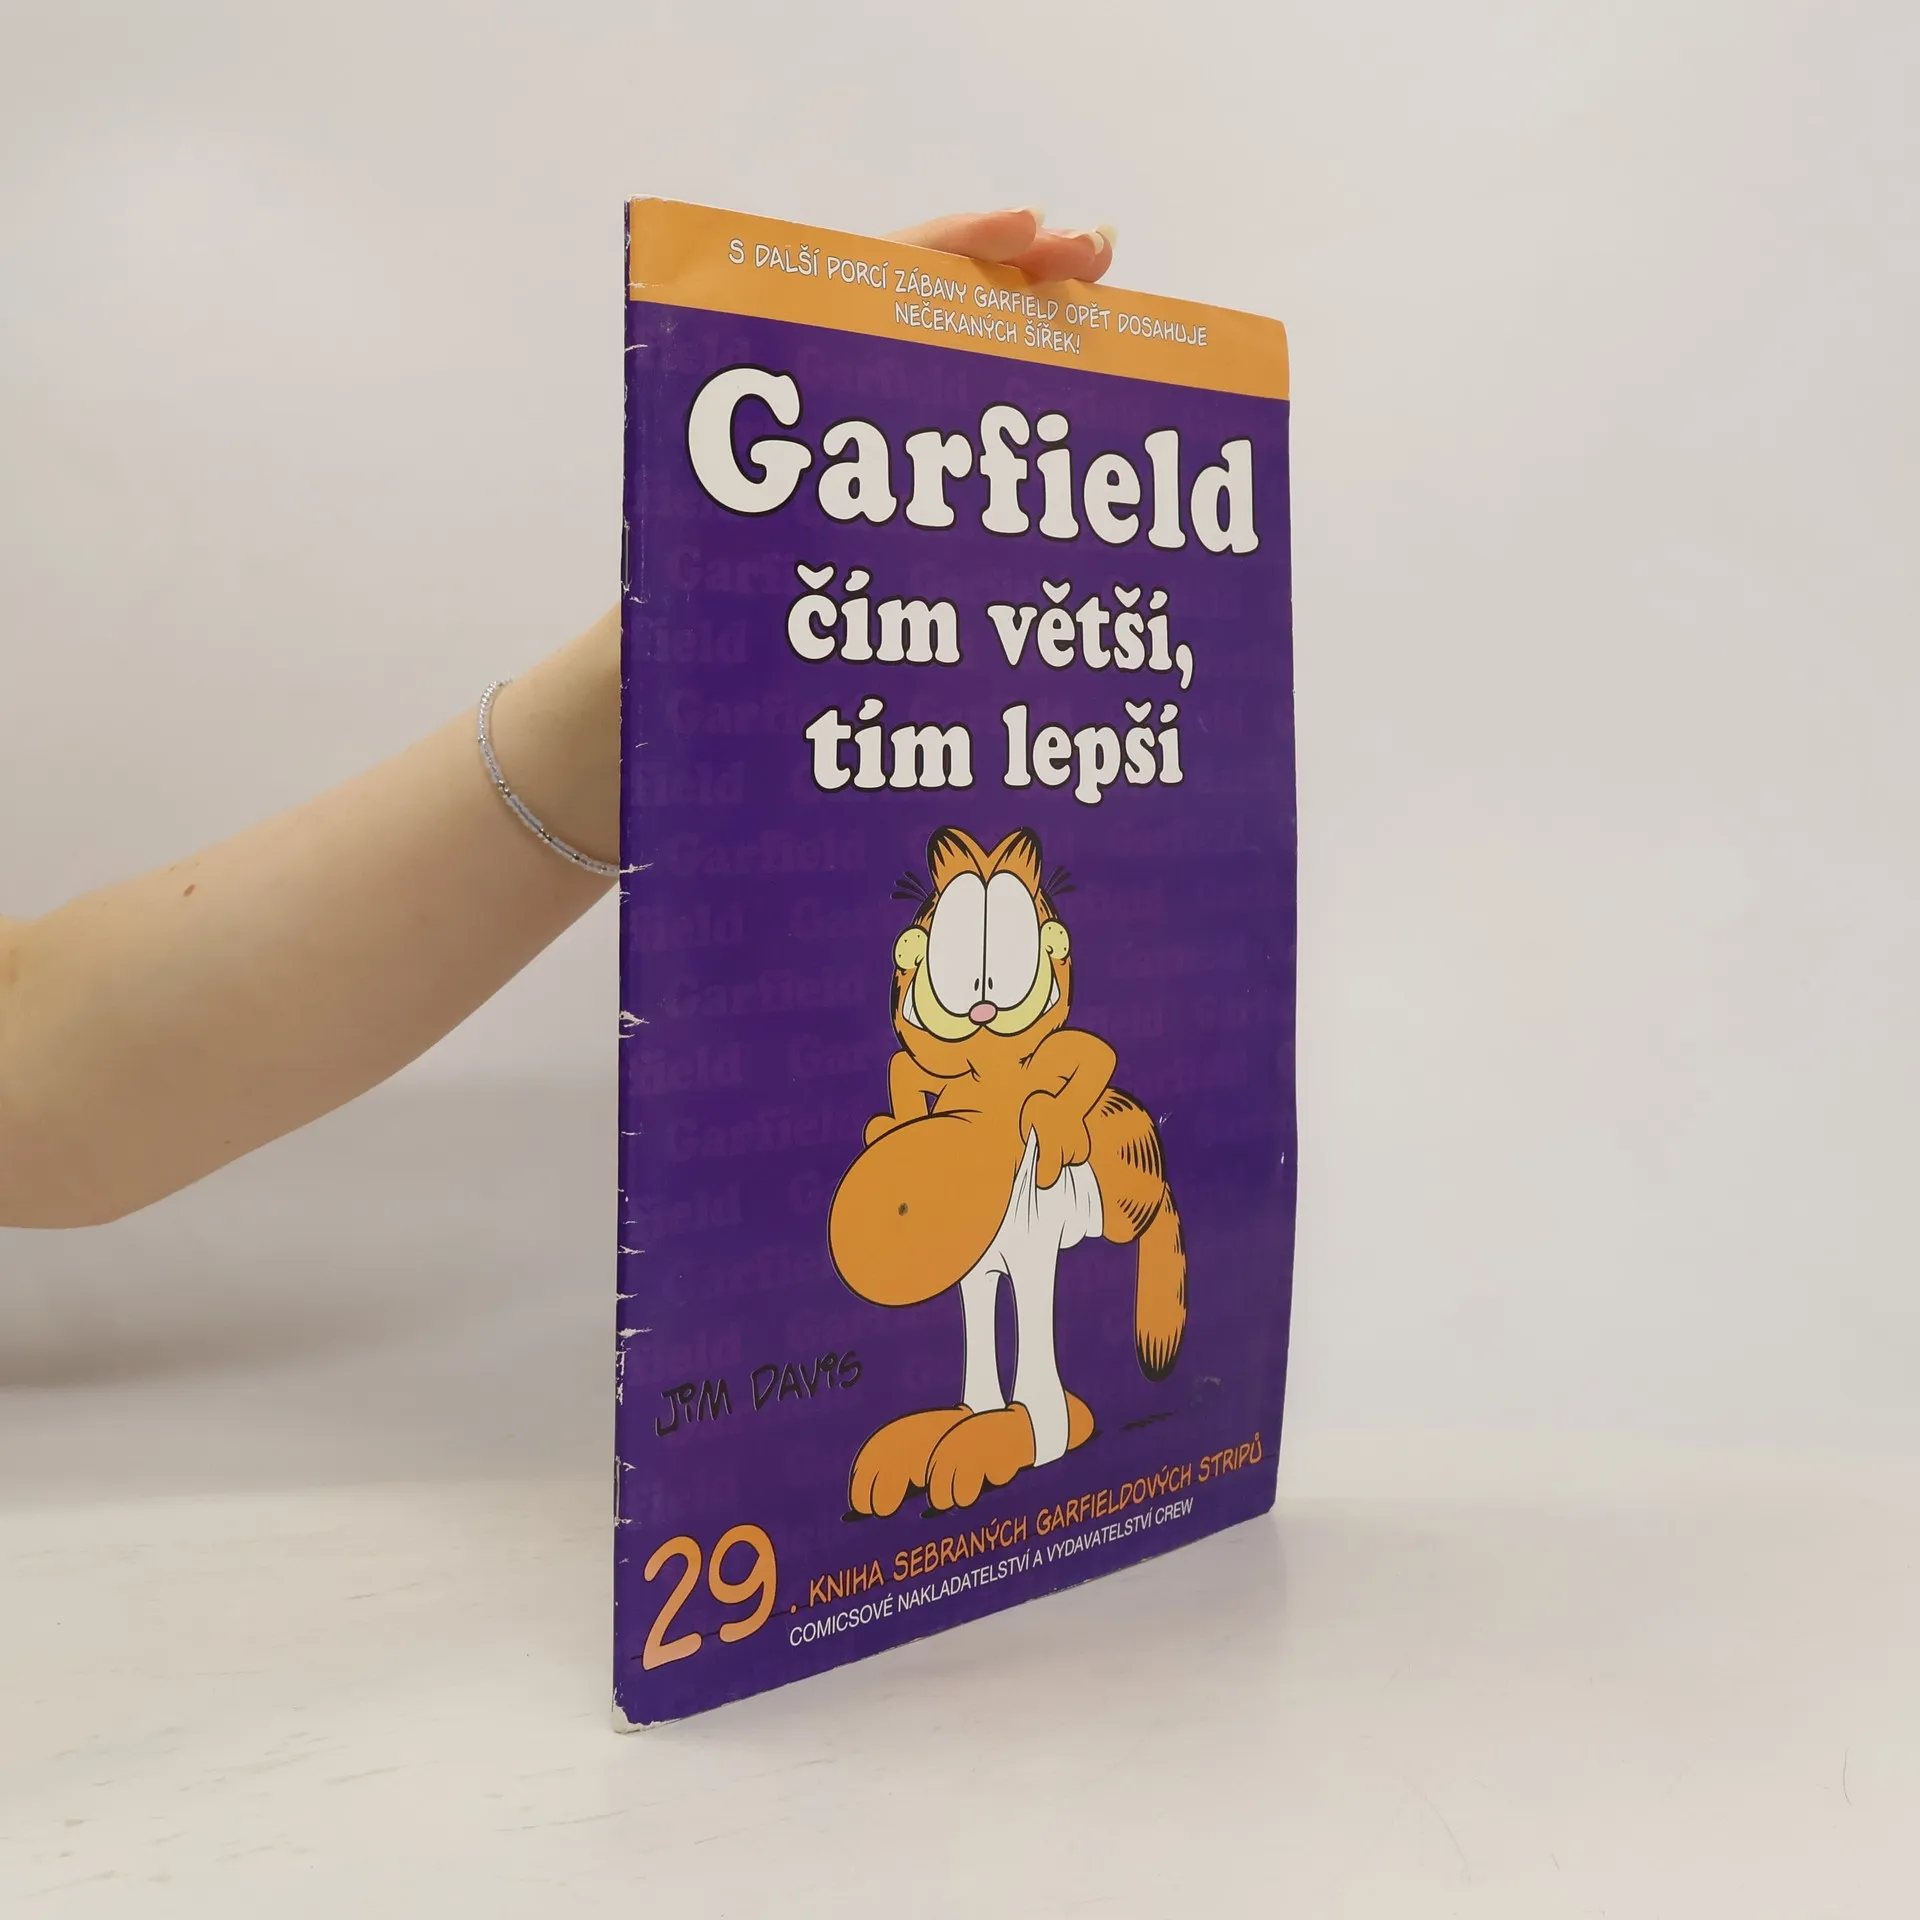 S DALŠÍ PORCÍ ZÁBAVY GARFIELD OPĚT DOSAHUJE
NEČEKANÝCH ŠÍŘEK!
Garfield
čím větší,
tím lepší
JIM DAVIS
29. KNIHA SEBRANÝCH GARFIELDOVÝCH STRIPŮ
COMICSOVÉ NAKLADATELSTVÍ A VYDAVATELSTVÍ CREW